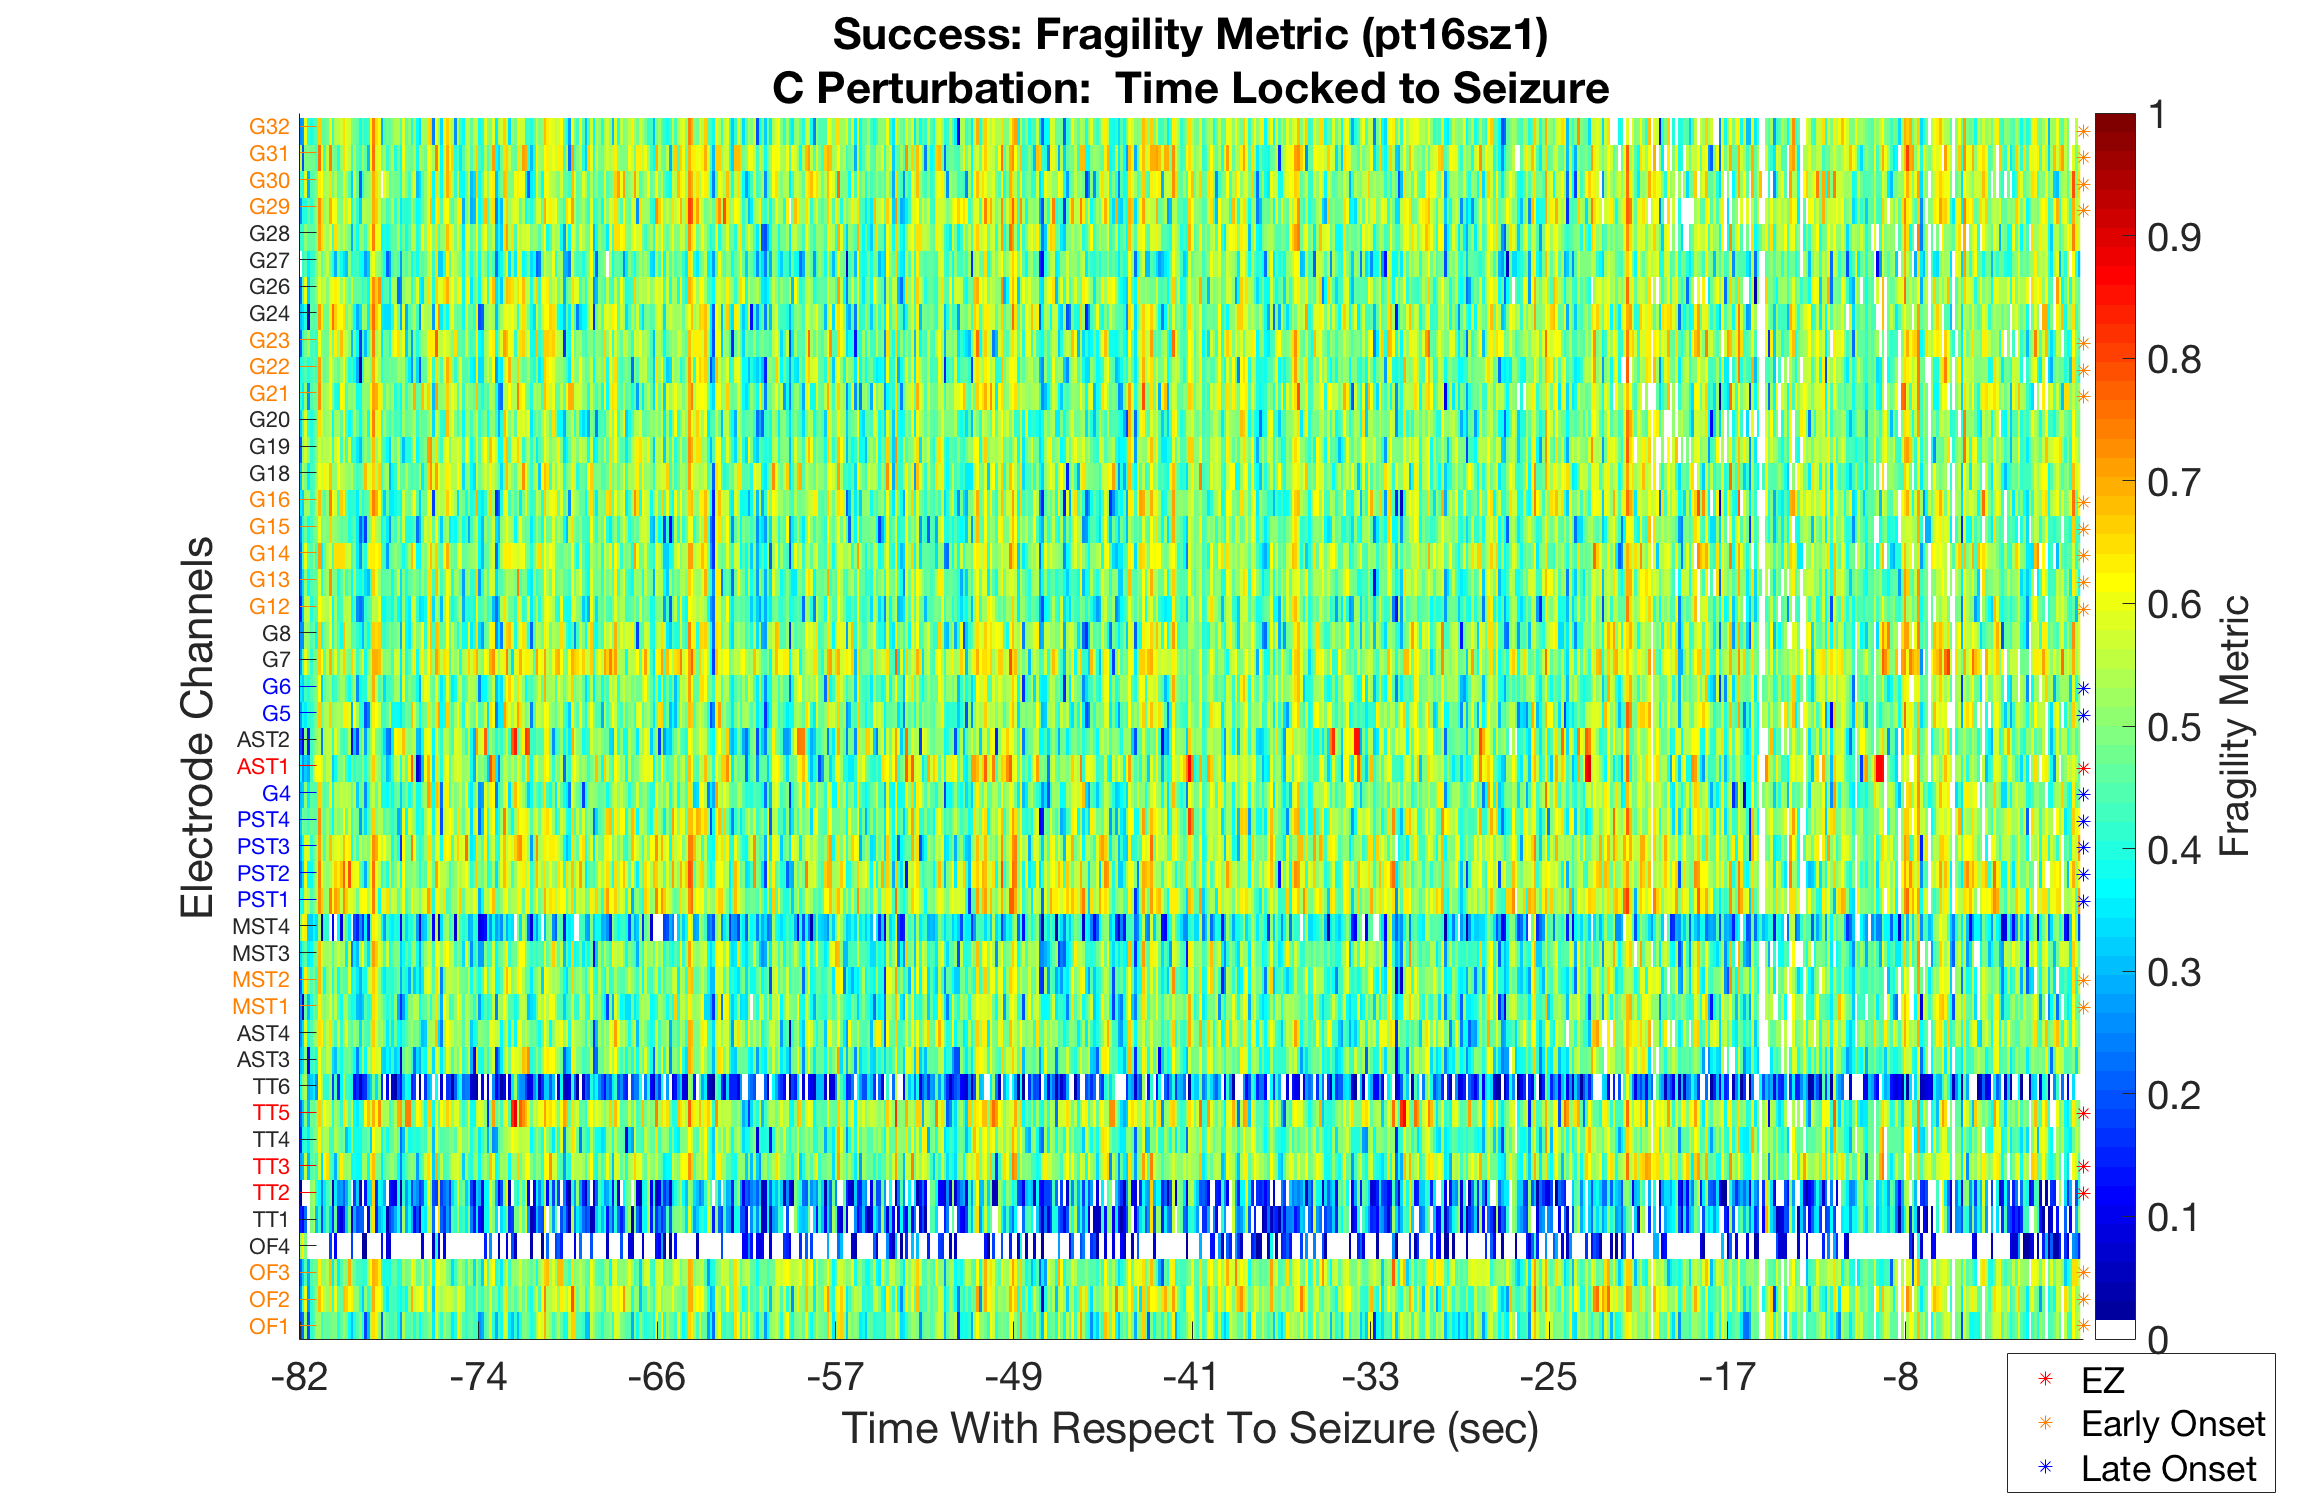 Success: Fragility Metric (pt16sz1)
C Perturbation:  Time Locked to Seizure
Electrode Channels
G32
G31
G30
G29
G28
G27
G26
G24
G23
G22
G21
G20
G19
G18
G16
G15
G14
G13
G12
G8
G7
G6
G5
AST2
AST1
G4
PST4
PST3
PST2
PST1
MST4
MST3
MST2
MST1
AST4
AST3
TT6
TT5
TT4
TT3
TT2
TT1
OF4
OF3
OF2
OF1
-82 -74 -66 -57 -49 -41 -33 -25 -17 -8
Time With Respect To Seizure (sec)
1
0.9
0.8
0.7
0.6
0.5
0.4
0.3
0.2
0.1
0
Fragility Metric
EZ
Early Onset
Late Onset